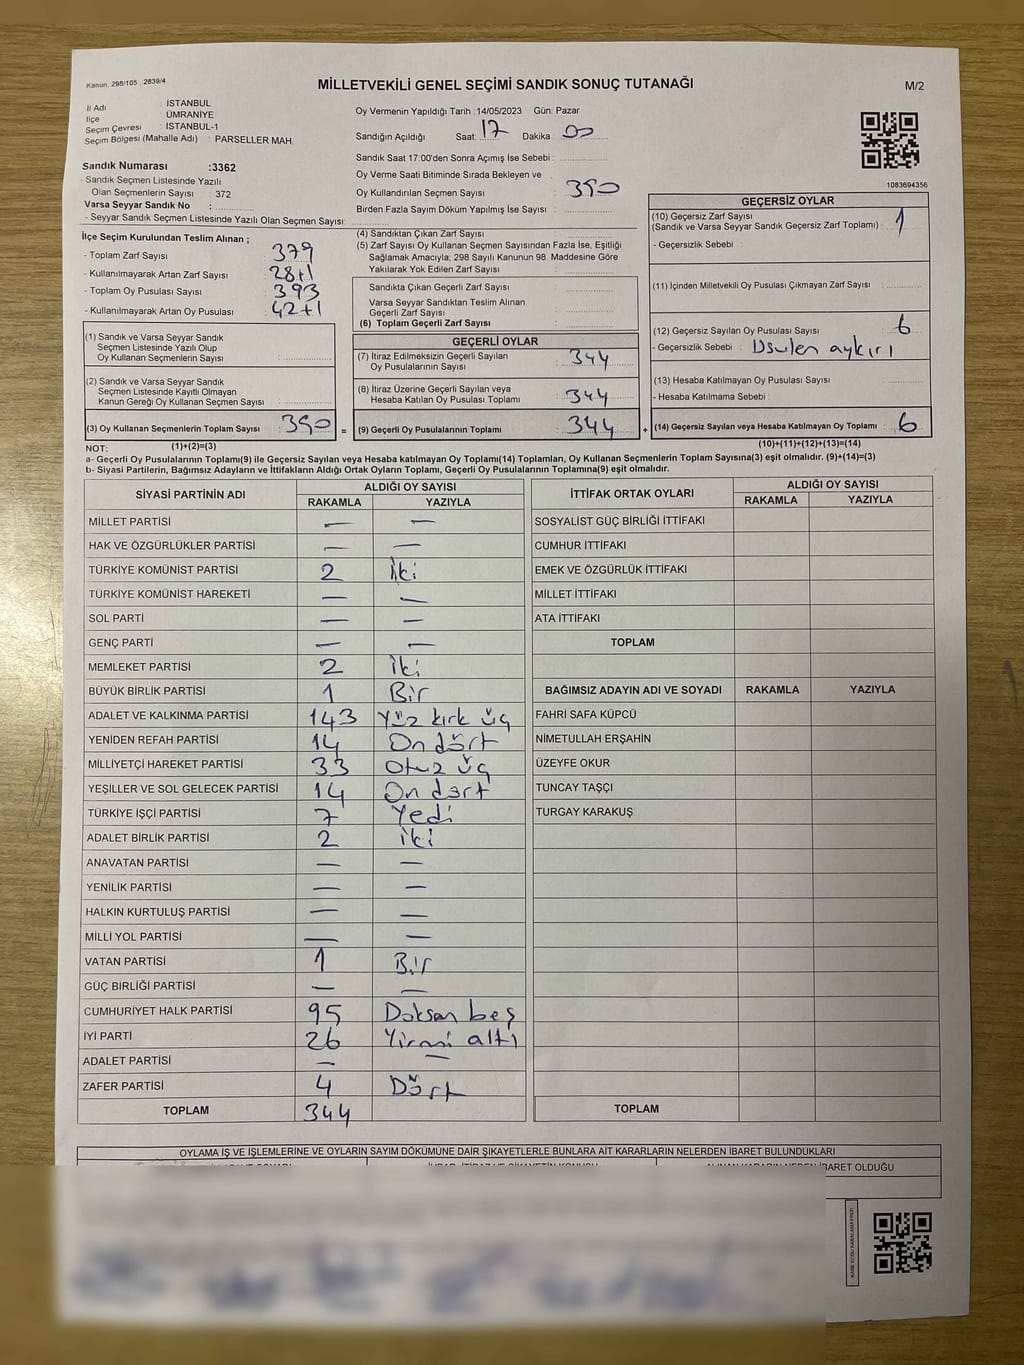 Kanun. 298/105 . 2839/4
MİLLETVEKİLİ GENEL SEÇİMİ SANDIK SONUÇ TUTANAĞI
M/2
İl Adı : İSTANBUL
İlçe : ÜMRANİYE
Seçim Çevresi : İSTANBUL-1
Seçim Bölgesi (Mahalle Adı) : PARSELLER MAH.
Sandık Numarası :3362
- Sandık Seçmen Listesinde Yazılı
Olan Seçmenlerin Sayısı : 372
Varsa Seyyar Sandık No :
- Seyyar Sandık Seçmen Listesinde Yazılı Olan Seçmen Sayısı:
Oy Vermenin Yapıldığı Tarih : 14/05/2023 Gün: Pazar
Sandığın Açıldığı Saat: 17 Dakika : 00
Sandık Saat 17:00'den Sonra Açımış İse Sebebi :
Oy Verme Saati Bitiminde Sırada Bekleyen ve
Oy Kullandırılan Seçmen Sayısı : 350
Birden Fazla Sayım Döküm Yapılmış İse Sayısı :
1083694356
İlçe Seçim Kurulundan Teslim Alınan ;
- Toplam Zarf Sayısı : 379
- Kullanılmayarak Artan Zarf Sayısı : 28+1
- Toplam Oy Pusulası Sayısı : 393
- Kullanılmayarak Artan Oy Pusulası : 42+1
(1) Sandık ve Varsa Seyyar Sandık
Seçmen Listesinde Yazılı Olup
Oy Kullanan Seçmenlerin Sayısı :
(2) Sandık ve Varsa Seyyar Sandık
Seçmen Listesinde Kayıtlı Olmayan
Kanun Gereği Oy Kullanan Seçmen Sayısı :
(3) Oy Kullanan Seçmenlerin Toplam Sayısı : 350 =
(4) Sandıktan Çıkan Zarf Sayısı :
(5) Zarf Sayısı Oy Kullanan Seçmen Sayısından Fazla İse, Eşitliği
Sağlamak Amacıyla; 298 Sayılı Kanunun 98. Maddesine Göre
Yakılarak Yok Edilen Zarf Sayısı :
Sandıkta Çıkan Geçerli Zarf Sayısı :
Varsa Seyyar Sandıktan Teslim Alınan
Geçerli Zarf Sayısı :
(6) Toplam Geçerli Zarf Sayısı :
GEÇERLİ OYLAR
(7) İtiraz Edilmeksizin Geçerli Sayılan
Oy Pusulalarının Sayısı : 344
(8) İtiraz Üzerine Geçerli Sayılan veya
Hesaba Katılan Oy Pusulası Toplamı : 344
(9) Geçerli Oy Pusulalarının Toplamı : 344 +
GEÇERSİZ OYLAR
(10) Geçersiz Zarf Sayısı
(Sandık ve Varsa Seyyar Sandık Geçersiz Zarf Toplamı) : 1
- Geçersizlik Sebebi :
(11) İçinden Milletvekili Oy Pusulası Çıkmayan Zarf Sayısı :
(12) Geçersiz Sayılan Oy Pusulası Sayısı : 6
- Geçersizlik Sebebi : Usulen aykırı
(13) Hesaba Katılmayan Oy Pusulası Sayısı :
- Hesaba Katılmama Sebebi :
(14) Geçersiz Sayılan veya Hesaba Katılmayan Oy Toplamı : 6
NOT: (1)+(2)=(3) (10)+(11)+(12)+(13)=(14)
a- Geçerli Oy Pusulalarının Toplamı(9) ile Geçersiz Sayılan veya Hesaba katılmayan Oy Toplamı(14) Toplamları, Oy Kullanan Seçmenlerin Toplam Sayısına(3) eşit olmalıdır. (9)+(14)=(3)
b- Siyasi Partilerin, Bağımsız Adayların ve İttifakların Aldığı Ortak Oyların Toplamı, Geçerli Oy Pusulalarının Toplamına(9) eşit olmalıdır.
SİYASİ PARTİNİN ADI ALDIĞI OY SAYISI
RAKAMLA YAZIYLA
MİLLET PARTİSİ — —
HAK VE ÖZGÜRLÜKLER PARTİSİ — —
TÜRKİYE KOMÜNİST PARTİSİ 2 İki
TÜRKİYE KOMÜNİST HAREKETİ — —
SOL PARTİ — —
GENÇ PARTİ — —
MEMLEKET PARTİSİ 2 İki
BÜYÜK BİRLİK PARTİSİ 1 Bir
ADALET VE KALKINMA PARTİSİ 143 Yüz kırk üç
YENİDEN REFAH PARTİSİ 14 On dört
MİLLİYETÇİ HAREKET PARTİSİ 33 Otuz üç
YEŞİLLER VE SOL GELECEK PARTİSİ 14 On dört
TÜRKİYE İŞÇİ PARTİSİ 7 Yedi
ADALET BİRLİK PARTİSİ 2 iki
ANAVATAN PARTİSİ — —
YENİLİK PARTİSİ — —
HALKIN KURTULUŞ PARTİSİ — —
MİLLİ YOL PARTİSİ — —
VATAN PARTİSİ 1 Bir
GÜÇ BİRLİĞİ PARTİSİ — —
CUMHURİYET HALK PARTİSİ 95 Doksan beş
İYİ PARTİ 26 Yirmi altı
ADALET PARTİSİ — —
ZAFER PARTİSİ 4 Dört
TOPLAM 344
İTTİFAK ORTAK OYLARI ALDIĞI OY SAYISI
RAKAMLA YAZIYLA
SOSYALİST GÜÇ BİRLİĞİ İTTİFAKI
CUMHUR İTTİFAKI
EMEK VE ÖZGÜRLÜK İTTİFAKI
MİLLET İTTİFAKI
ATA İTTİFAKI
TOPLAM
BAĞIMSIZ ADAYIN ADI VE SOYADI RAKAMLA YAZIYLA
FAHRİ SAFA KÜPCÜ
NİMETULLAH ERŞAHİN
ÜZEYFE OKUR
TUNCAY TAŞÇI
TURGAY KARAKUŞ
TOPLAM
OYLAMA İŞ VE İŞLEMLERİNE VE OYLARIN SAYIM DÖKÜMÜNE DAİR ŞİKAYETLERLE BUNLARA AİT KARARLARIN NELERDEN İBARET BULUNDUKLARI
İBARET OLDUĞU